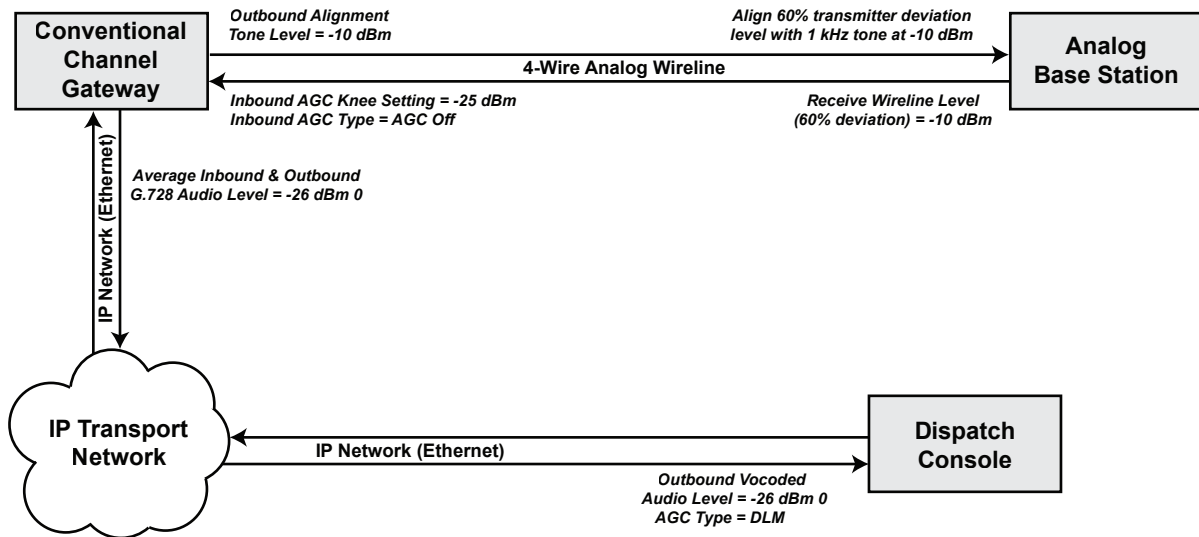 Conventional
Channel
Gateway
Outbound Alignment
Tone Level = -10 dBm
Align 60% transmitter deviation
level with 1 kHz tone at -10 dBm
Analog
Base Station
4-Wire Analog Wireline
Inbound AGC Knee Setting = -25 dBm
Inbound AGC Type = AGC Off
Receive Wireline Level
(60% deviation) = -10 dBm
IP Network (Ethernet)
Average Inbound & Outbound
G.728 Audio Level = -26 dBm 0
IP Transport
Network
IP Network (Ethernet)
Dispatch
Console
Outbound Vocoded
Audio Level = -26 dBm 0
AGC Type = DLM